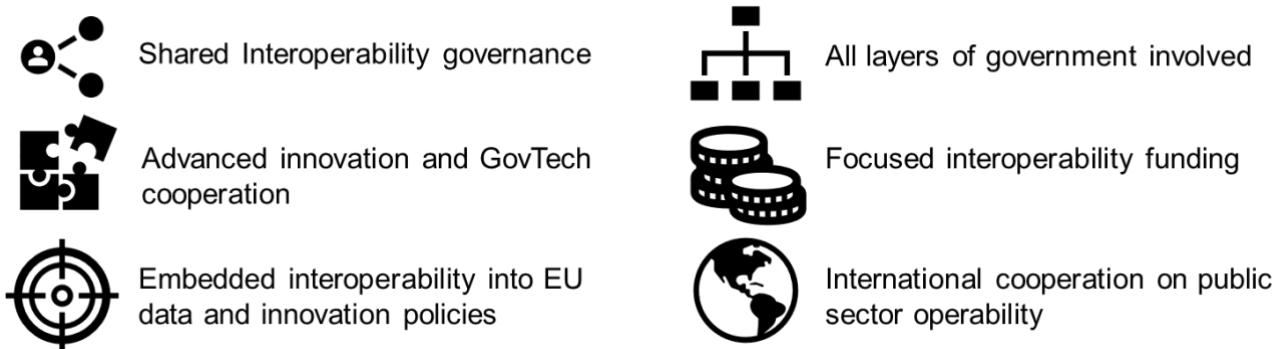 Shared Interoperability governance
All layers of government involved
Advanced innovation and GovTech
cooperation
Focused interoperability funding
Embedded interoperability into EU
data and innovation policies
International cooperation on public
sector operability